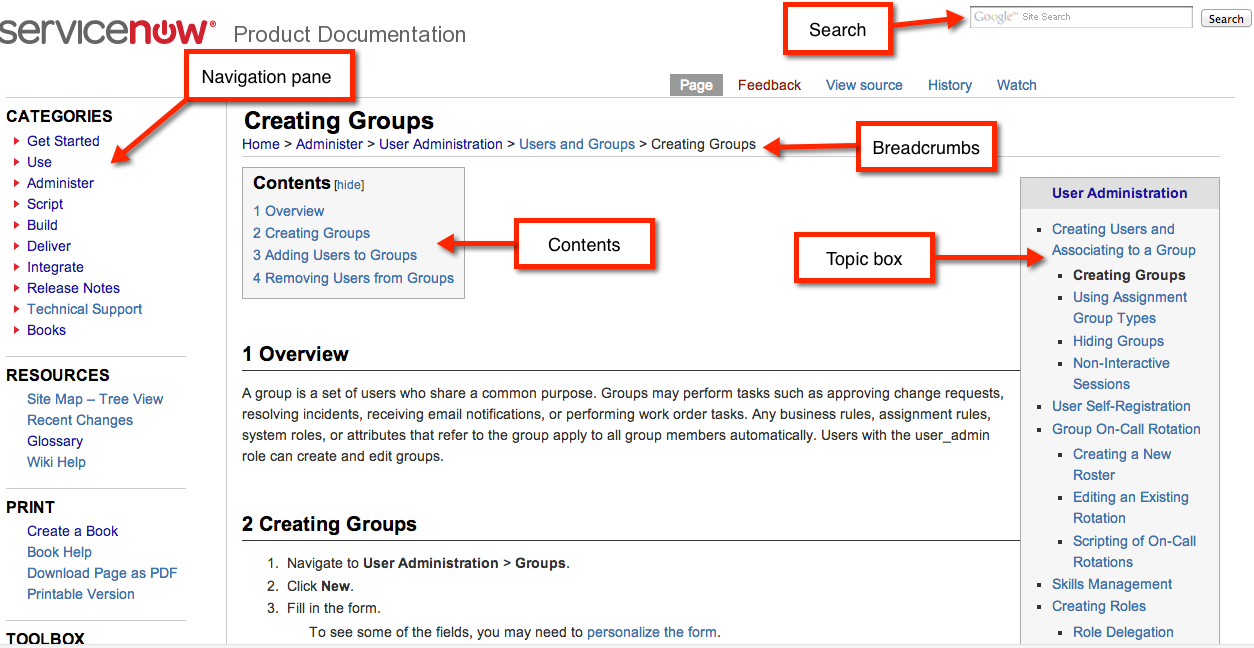 servicenow® Product Documentation
Search
Google™ Site Search
Search
Navigation pane
Page
Feedback
View source
History
Watch
CATEGORIES
Get Started
Use
Administer
Script
Build
Deliver
Integrate
Release Notes
Technical Support
Books
RESOURCES
Site Map – Tree View
Recent Changes
Glossary
Wiki Help
PRINT
Create a Book
Book Help
Download Page as PDF
Printable Version
TOOLBOX
Creating Groups
Home > Administer > User Administration > Users and Groups > Creating Groups
Breadcrumbs
Contents [hide]
1 Overview
2 Creating Groups
3 Adding Users to Groups
4 Removing Users from Groups
Contents
Topic box
1 Overview
A group is a set of users who share a common purpose. Groups may perform tasks such as approving change requests,
resolving incidents, receiving email notifications, or performing work order tasks. Any business rules, assignment rules,
system roles, or attributes that refer to the group apply to all group members automatically. Users with the user_admin
role can create and edit groups.
2 Creating Groups
1. Navigate to User Administration > Groups.
2. Click New.
3. Fill in the form.
To see some of the fields, you may need to personalize the form.
User Administration
Creating Users and
Associating to a Group
Creating Groups
Using Assignment
Group Types
Hiding Groups
Non-Interactive
Sessions
User Self-Registration
Group On-Call Rotation
Creating a New
Roster
Editing an Existing
Rotation
Scripting of On-Call
Rotations
Skills Management
Creating Roles
Role Delegation